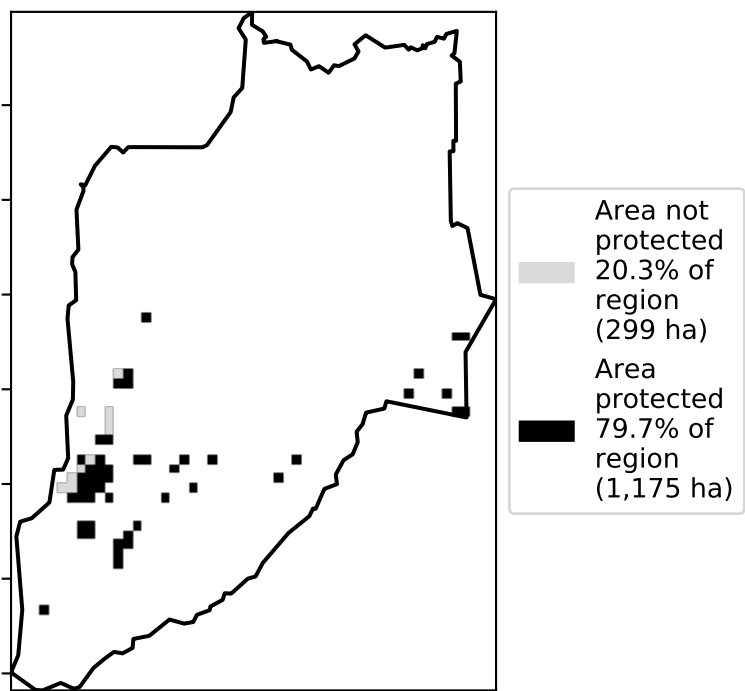 Area not
protected
20.3% of
region
(299 ha)
Area
protected
79.7% of
region
(1,175 ha)